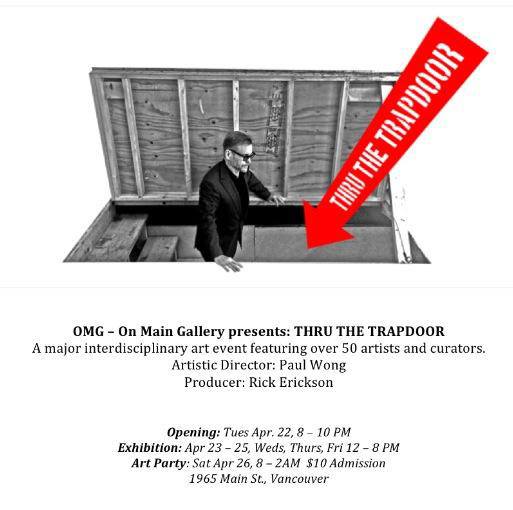 THRU THE TRAPDOOR
OMG – On Main Gallery presents: THRU THE TRAPDOOR
A major interdisciplinary art event featuring over 50 artists and curators.
Artistic Director: Paul Wong
Producer: Rick Erickson
Opening: Tues Apr. 22, 8 – 10 PM
Exhibition: Apr 23 – 25, Weds, Thurs, Fri 12 – 8 PM
Art Party: Sat Apr 26, 8 – 2AM  $10 Admission
1965 Main St., Vancouver